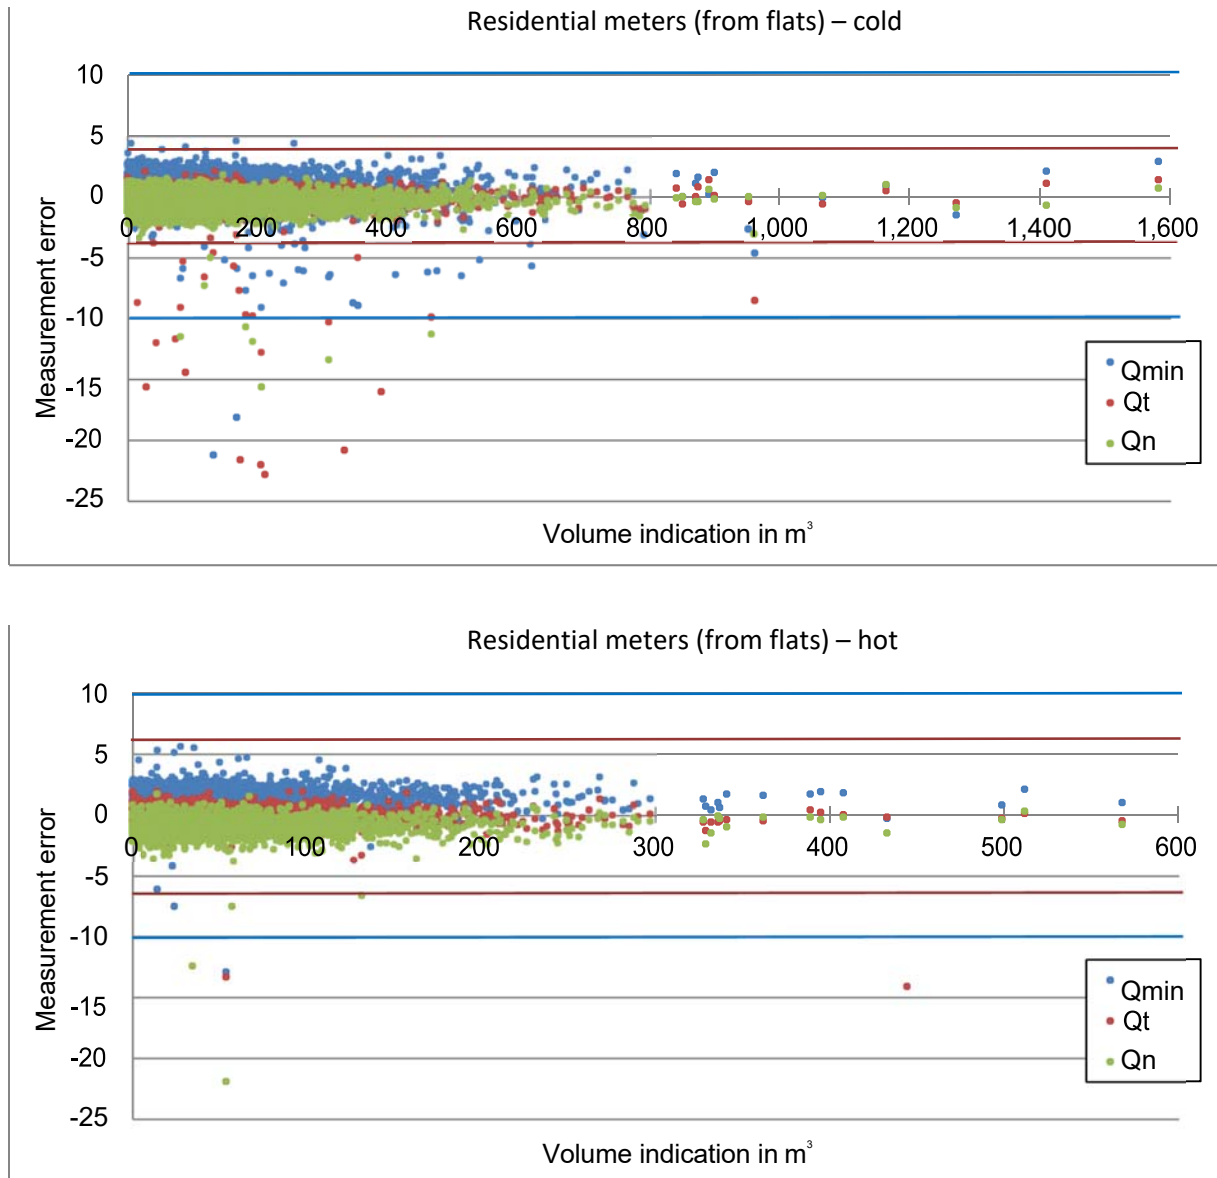 Residential meters (from flats) – cold
10
5
0
-5
-10
-15
-20
-25
0 200 400 600 800 1,000 1,200 1,400 1,600
Measurement error
Qmin
Qt
Qn
Volume indication in m³
Residential meters (from flats) – hot
10
5
0
-5
-10
-15
-20
-25
0 100 200 300 400 500 600
Measurement error
Qmin
Qt
Qn
Volume indication in m³